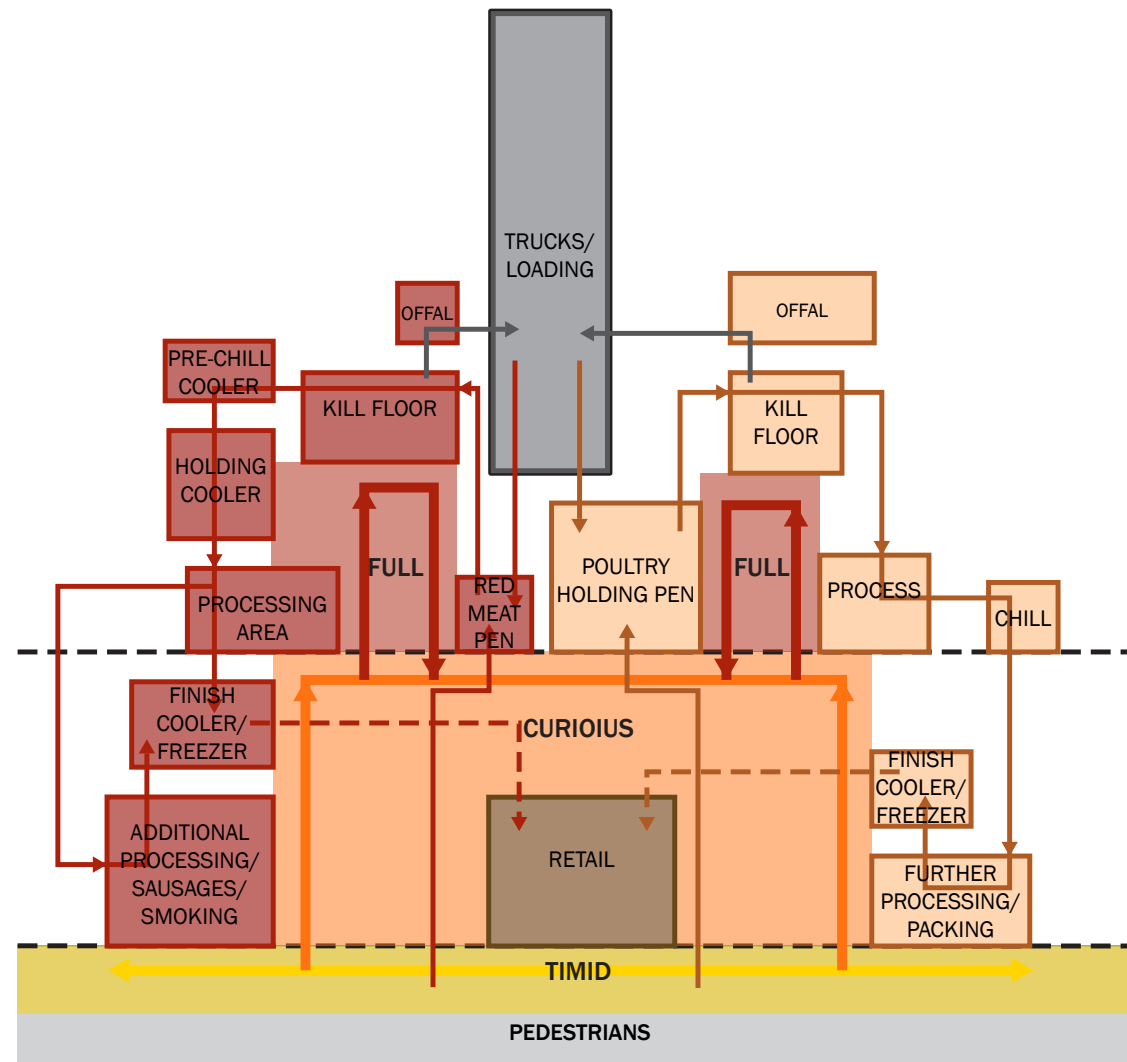 TRUCKS/
LOADING
OFFAL
OFFAL
PRE-CHILL
COOLER
KILL FLOOR
KILL
FLOOR
HOLDING
COOLER
FULL
POULTRY
HOLDING PEN
FULL
RED
MEAT
PEN
PROCESS
PROCESSING
AREA
CHILL
FINISH
COOLER/
FREEZER
CURIOIUS
FINISH
COOLER/
FREEZER
ADDITIONAL
PROCESSING/
SAUSAGES/
SMOKING
RETAIL
FURTHER
PROCESSING/
PACKING
TIMID
PEDESTRIANS